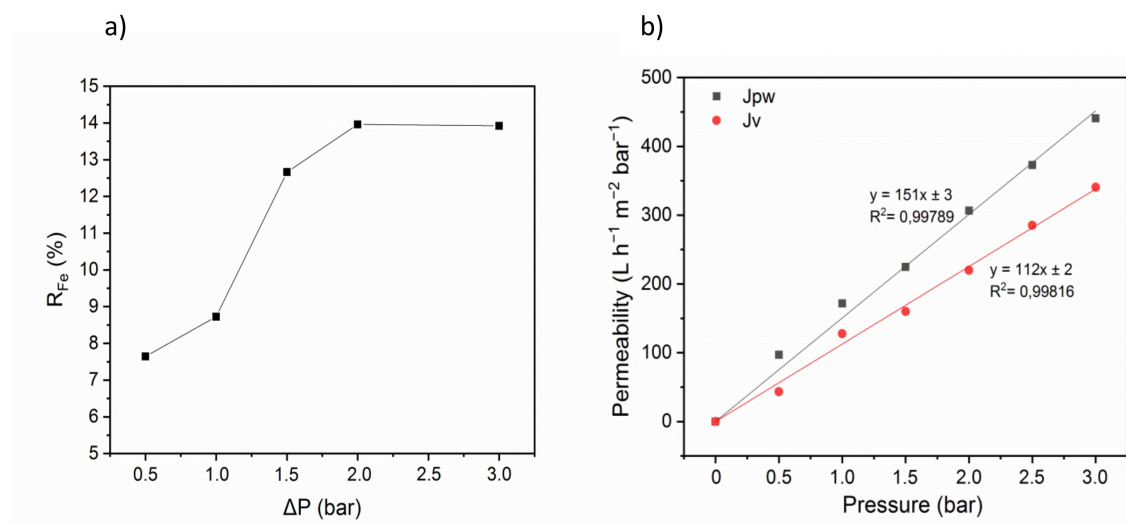 a)
15
14
13
12
11
10
9
8
7
6
5
R_Fe (%)
0.5 1.0 1.5 2.0 2.5 3.0
ΔP (bar)
b)
500
400
300
200
100
0
Permeability (L h⁻¹ m⁻² bar⁻¹)
Jpw
Jv
y = 151x ± 3
R²= 0,99789
y = 112x ± 2
R²= 0,99816
0 0.5 1.0 1.5 2.0 2.5 3.0
Pressure (bar)